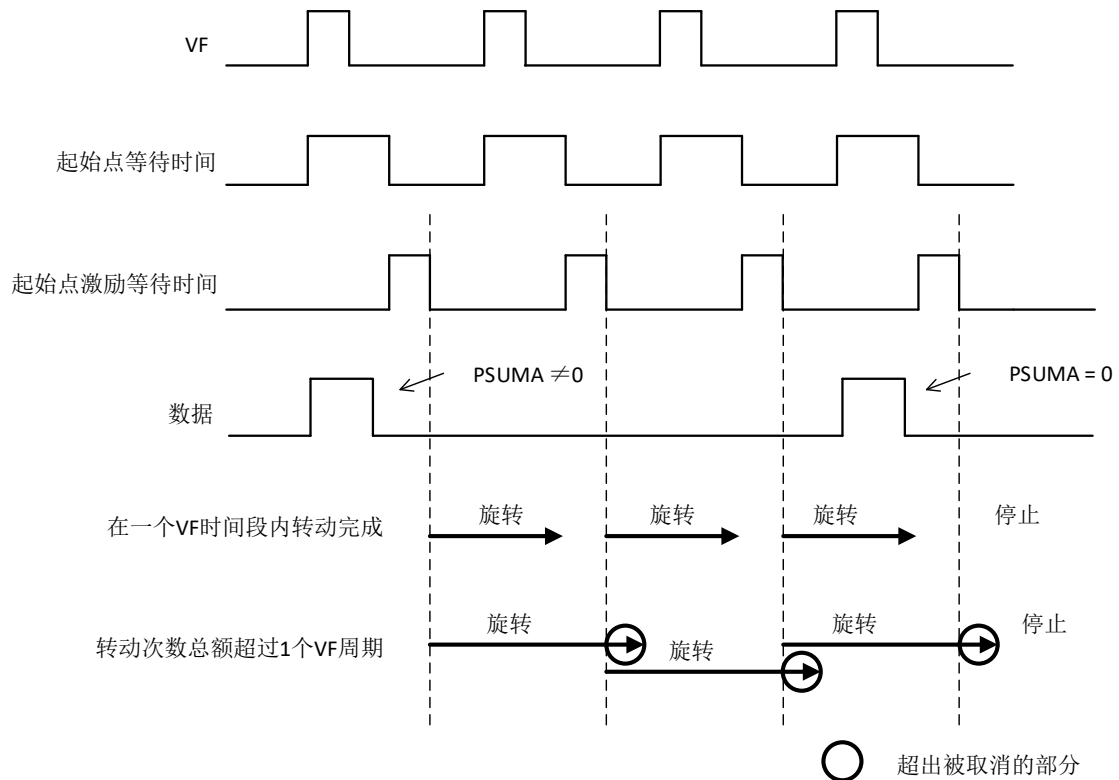 VF
起始点等待时间
起始点激励等待时间
PSUMA ≠0
PSUMA = 0
数据
在一个VF时间段内转动完成
旋转
旋转
旋转
停止
转动次数总额超过1个VF周期
旋转
旋转
旋转
停止
超出被取消的部分